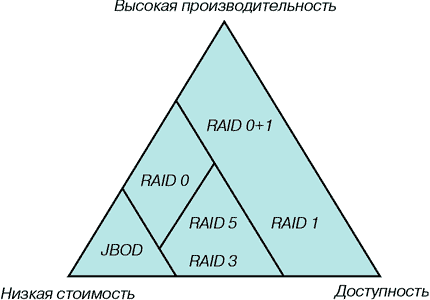 Высокая производительность
RAID 0+1
RAID 0
RAID 5
RAID 1
JBOD
RAID 3
Низкая стоимость
Доступность